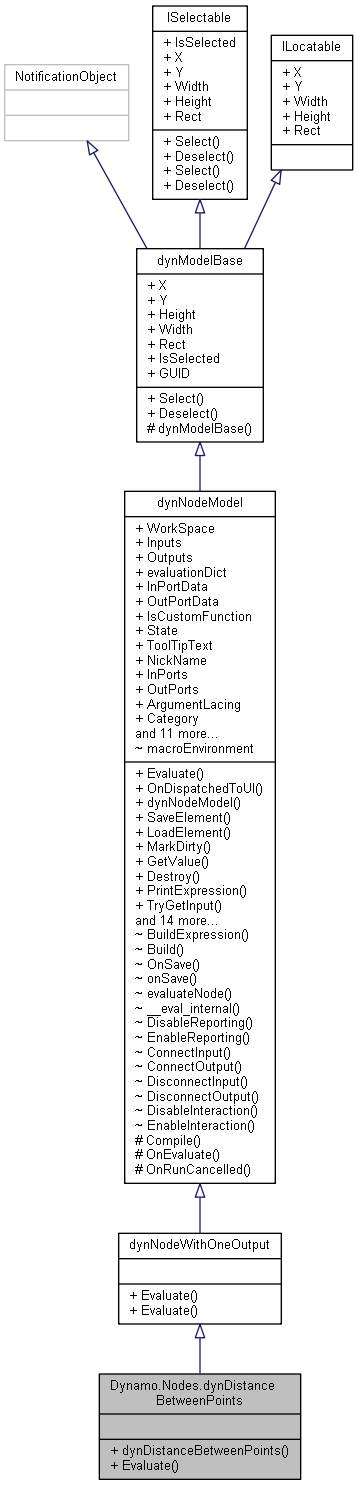 ISelectable
+ IsSelected
+ X
+ Y
+ Width
+ Height
+ Rect
+ Select()
+ Deselect()
+ Select()
+ Deselect()
ILocatable
+ X
+ Y
+ Width
+ Height
+ Rect
NotificationObject
dynModelBase
+ X
+ Y
+ Height
+ Width
+ Rect
+ IsSelected
+ GUID
+ Select()
+ Deselect()
# dynModelBase()
dynNodeModel
+ WorkSpace
+ Inputs
+ Outputs
+ evaluationDict
+ InPortData
+ OutPortData
+ IsCustomFunction
+ State
+ ToolTipText
+ NickName
+ InPorts
+ OutPorts
+ ArgumentLacing
+ Category
and 11 more...
~ macroEnvironment
+ Evaluate()
+ OnDispatchedToUI()
+ dynNodeModel()
+ SaveElement()
+ LoadElement()
+ MarkDirty()
+ GetValue()
+ Destroy()
+ PrintExpression()
+ TryGetInput()
and 14 more...
~ BuildExpression()
~ Build()
~ OnSave()
~ onSave()
~ evaluateNode()
~ __eval_internal()
~ DisableReporting()
~ EnableReporting()
~ ConnectInput()
~ ConnectOutput()
~ DisconnectInput()
~ DisconnectOutput()
~ DisableInteraction()
~ EnableInteraction()
# Compile()
# OnEvaluate()
# OnRunCancelled()
dynNodeWithOneOutput
+ Evaluate()
+ Evaluate()
Dynamo.Nodes.dynDistance
BetweenPoints
+ dynDistanceBetweenPoints()
+ Evaluate()